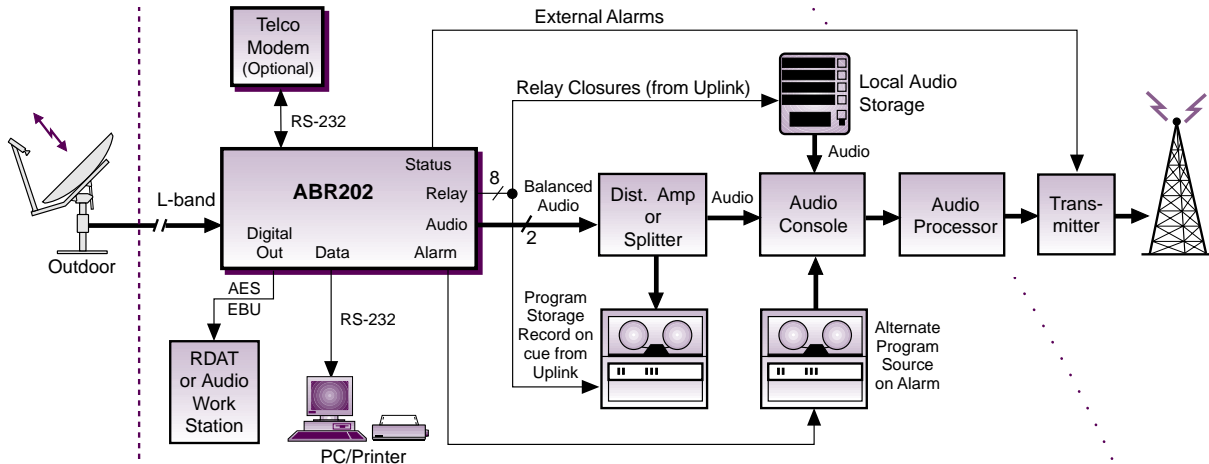 External Alarms
Telco
Modem
(Optional)
Relay Closures (from Uplink)
Local Audio
Storage
RS-232
Audio
Status
ABR202
Relay
8
L-band
Balanced
Audio
2
Audio
Digital
Out
Data
Alarm
Dist. Amp
or
Splitter
Audio
Audio
Console
Audio
Processor
Trans-
mitter
Outdoor
AES
EBU
RS-232
Program
Storage
Record on
cue from
Uplink
Alternate
Program
Source
on Alarm
RDAT
or Audio
Work
Station
PC/Printer